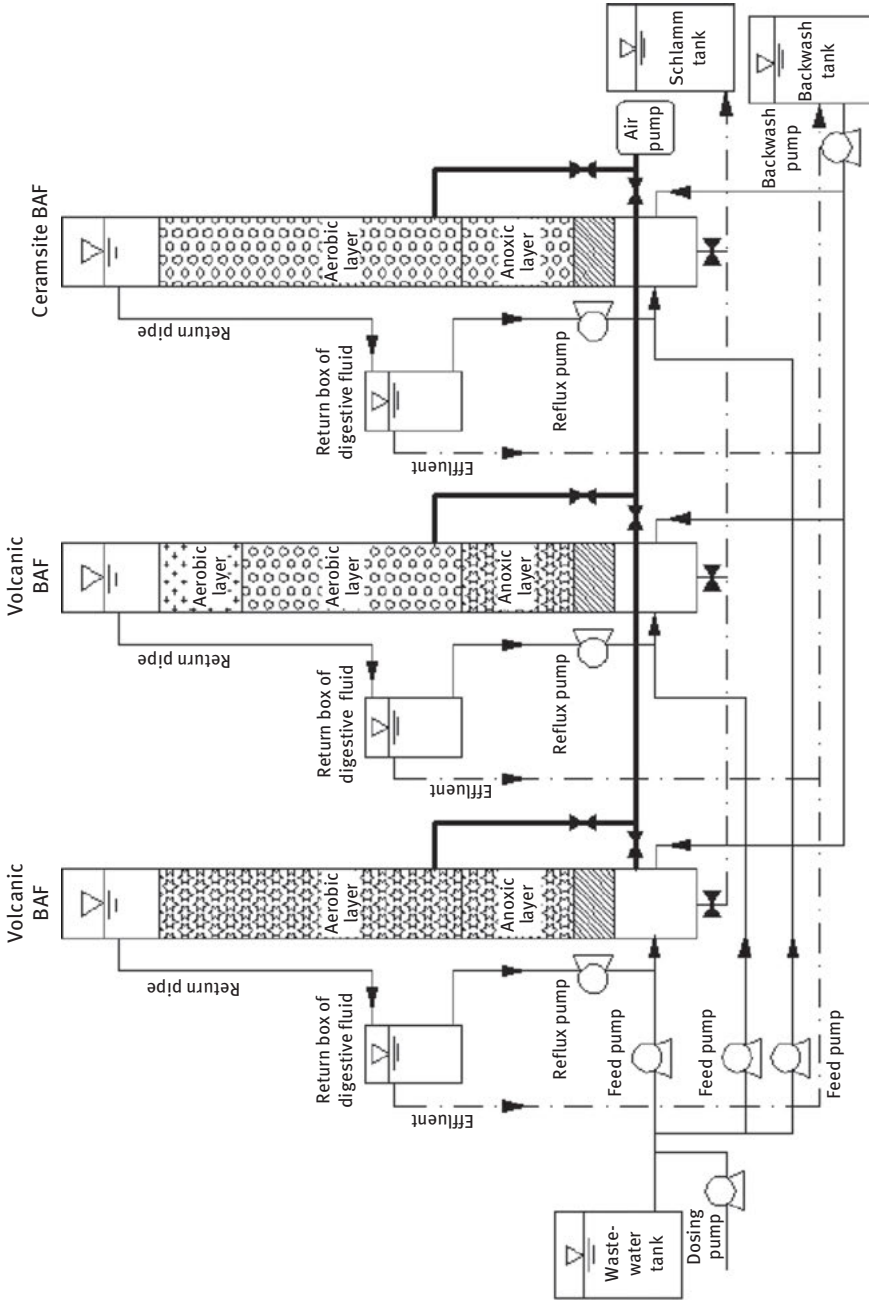 Volcanic
BAF
Volcanic
BAF
Ceramsite BAF
Return pipe
Return pipe
Return pipe
Aerobic
layer
Anoxic
layer
Aerobic
layer
Aerobic
layer
Anoxic
layer
Aerobic
layer
Anoxic
layer
Return box of
digestive fluid
Return box of
digestive fluid
Return box of
digestive fluid
Effluent
Effluent
Effluent
Reflux pump
Reflux pump
Reflux pump
Air
pump
Schlamm
tank
Waste-
water
tank
Dosing
pump
Feed pump
Feed pump
Feed pump
Backwash
pump
Backwash
tank